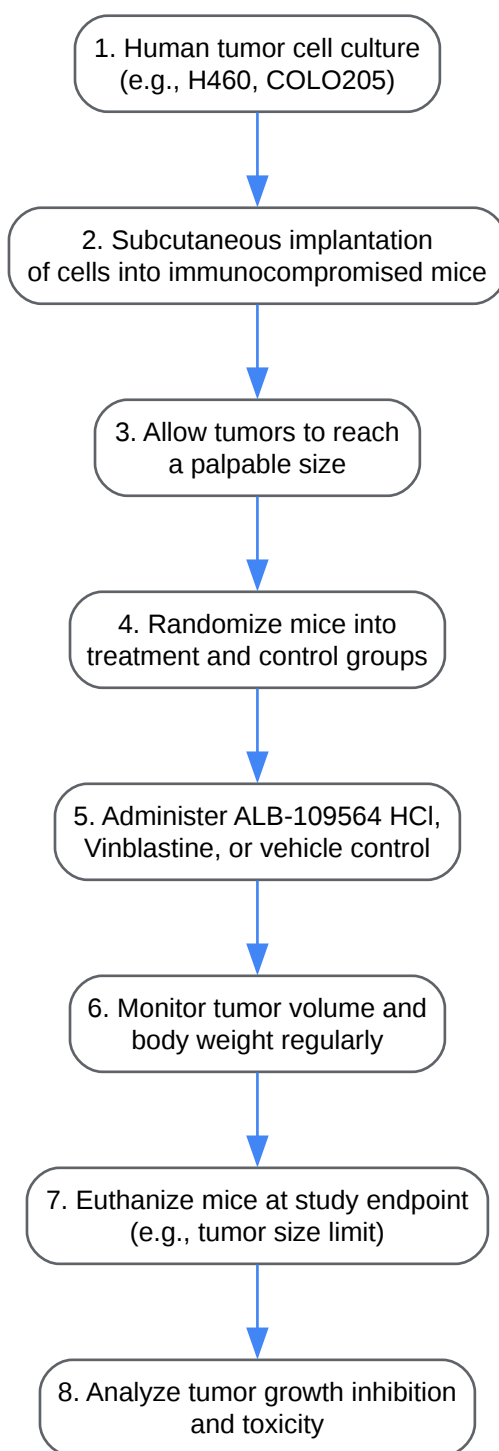 1. Human tumor cell culture
(e.g., H460, COLO205)
2. Subcutaneous implantation
of cells into immunocompromised mice
3. Allow tumors to reach
a palpable size
4. Randomize mice into
treatment and control groups
5. Administer ALB-109564 HCl,
Vinblastine, or vehicle control
6. Monitor tumor volume and
body weight regularly
7. Euthanize mice at study endpoint
(e.g., tumor size limit)
8. Analyze tumor growth inhibition
and toxicity